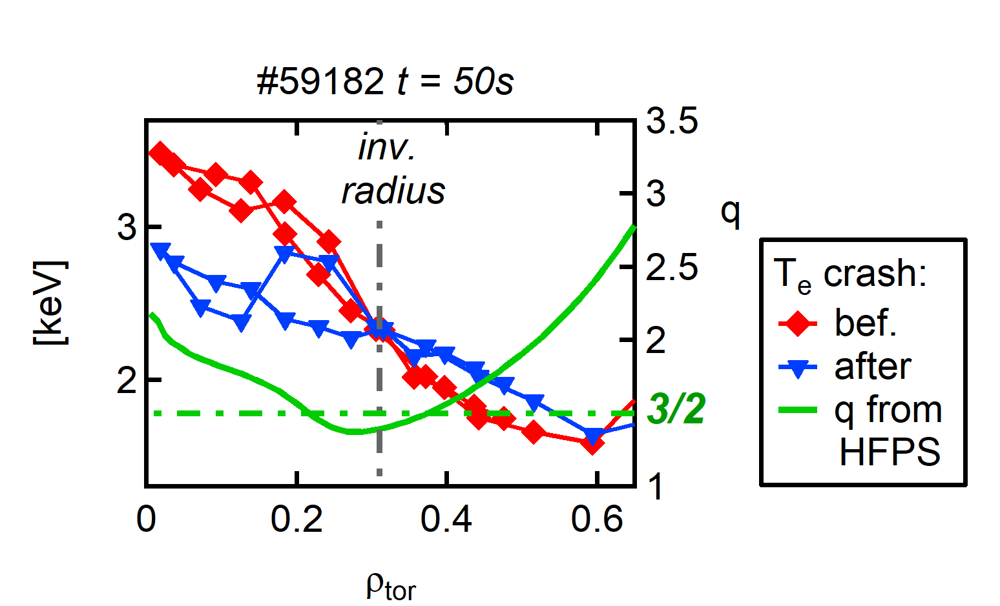 #59182 t = 50s
inv.
radius
3
2
[keV]
3.5
3
2.5
2
3/2
1
q
0 0.2 0.4 0.6
ρtor
Te crash:
bef.
after
q from
HFPS